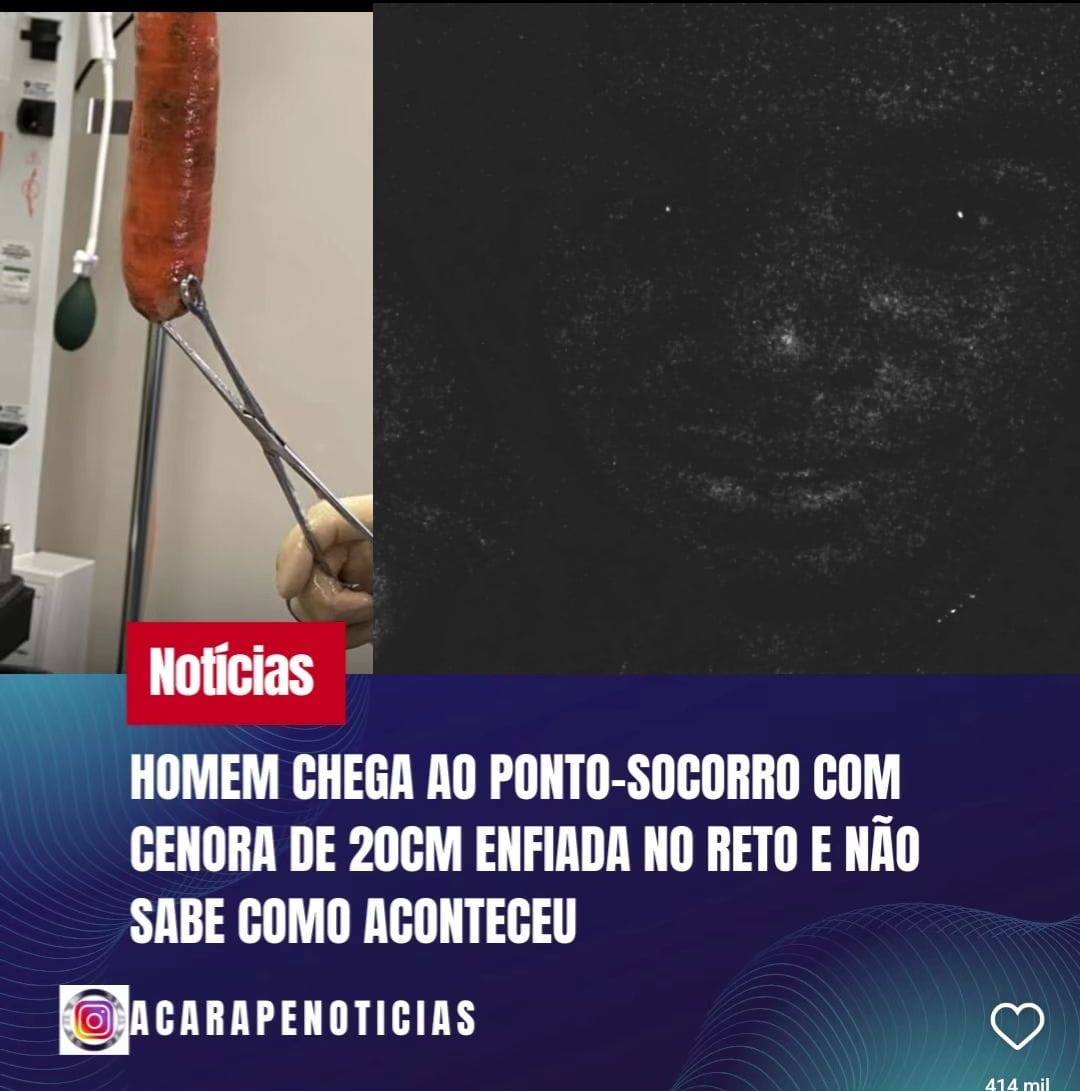 Notícias
HOMEM CHEGA AO PONTO-SOCORRO COM
CENORA DE 20CM ENFIADA NO RETO E NÃO
SABE COMO ACONTECEU
ACARAPENOTICIAS
414 mil